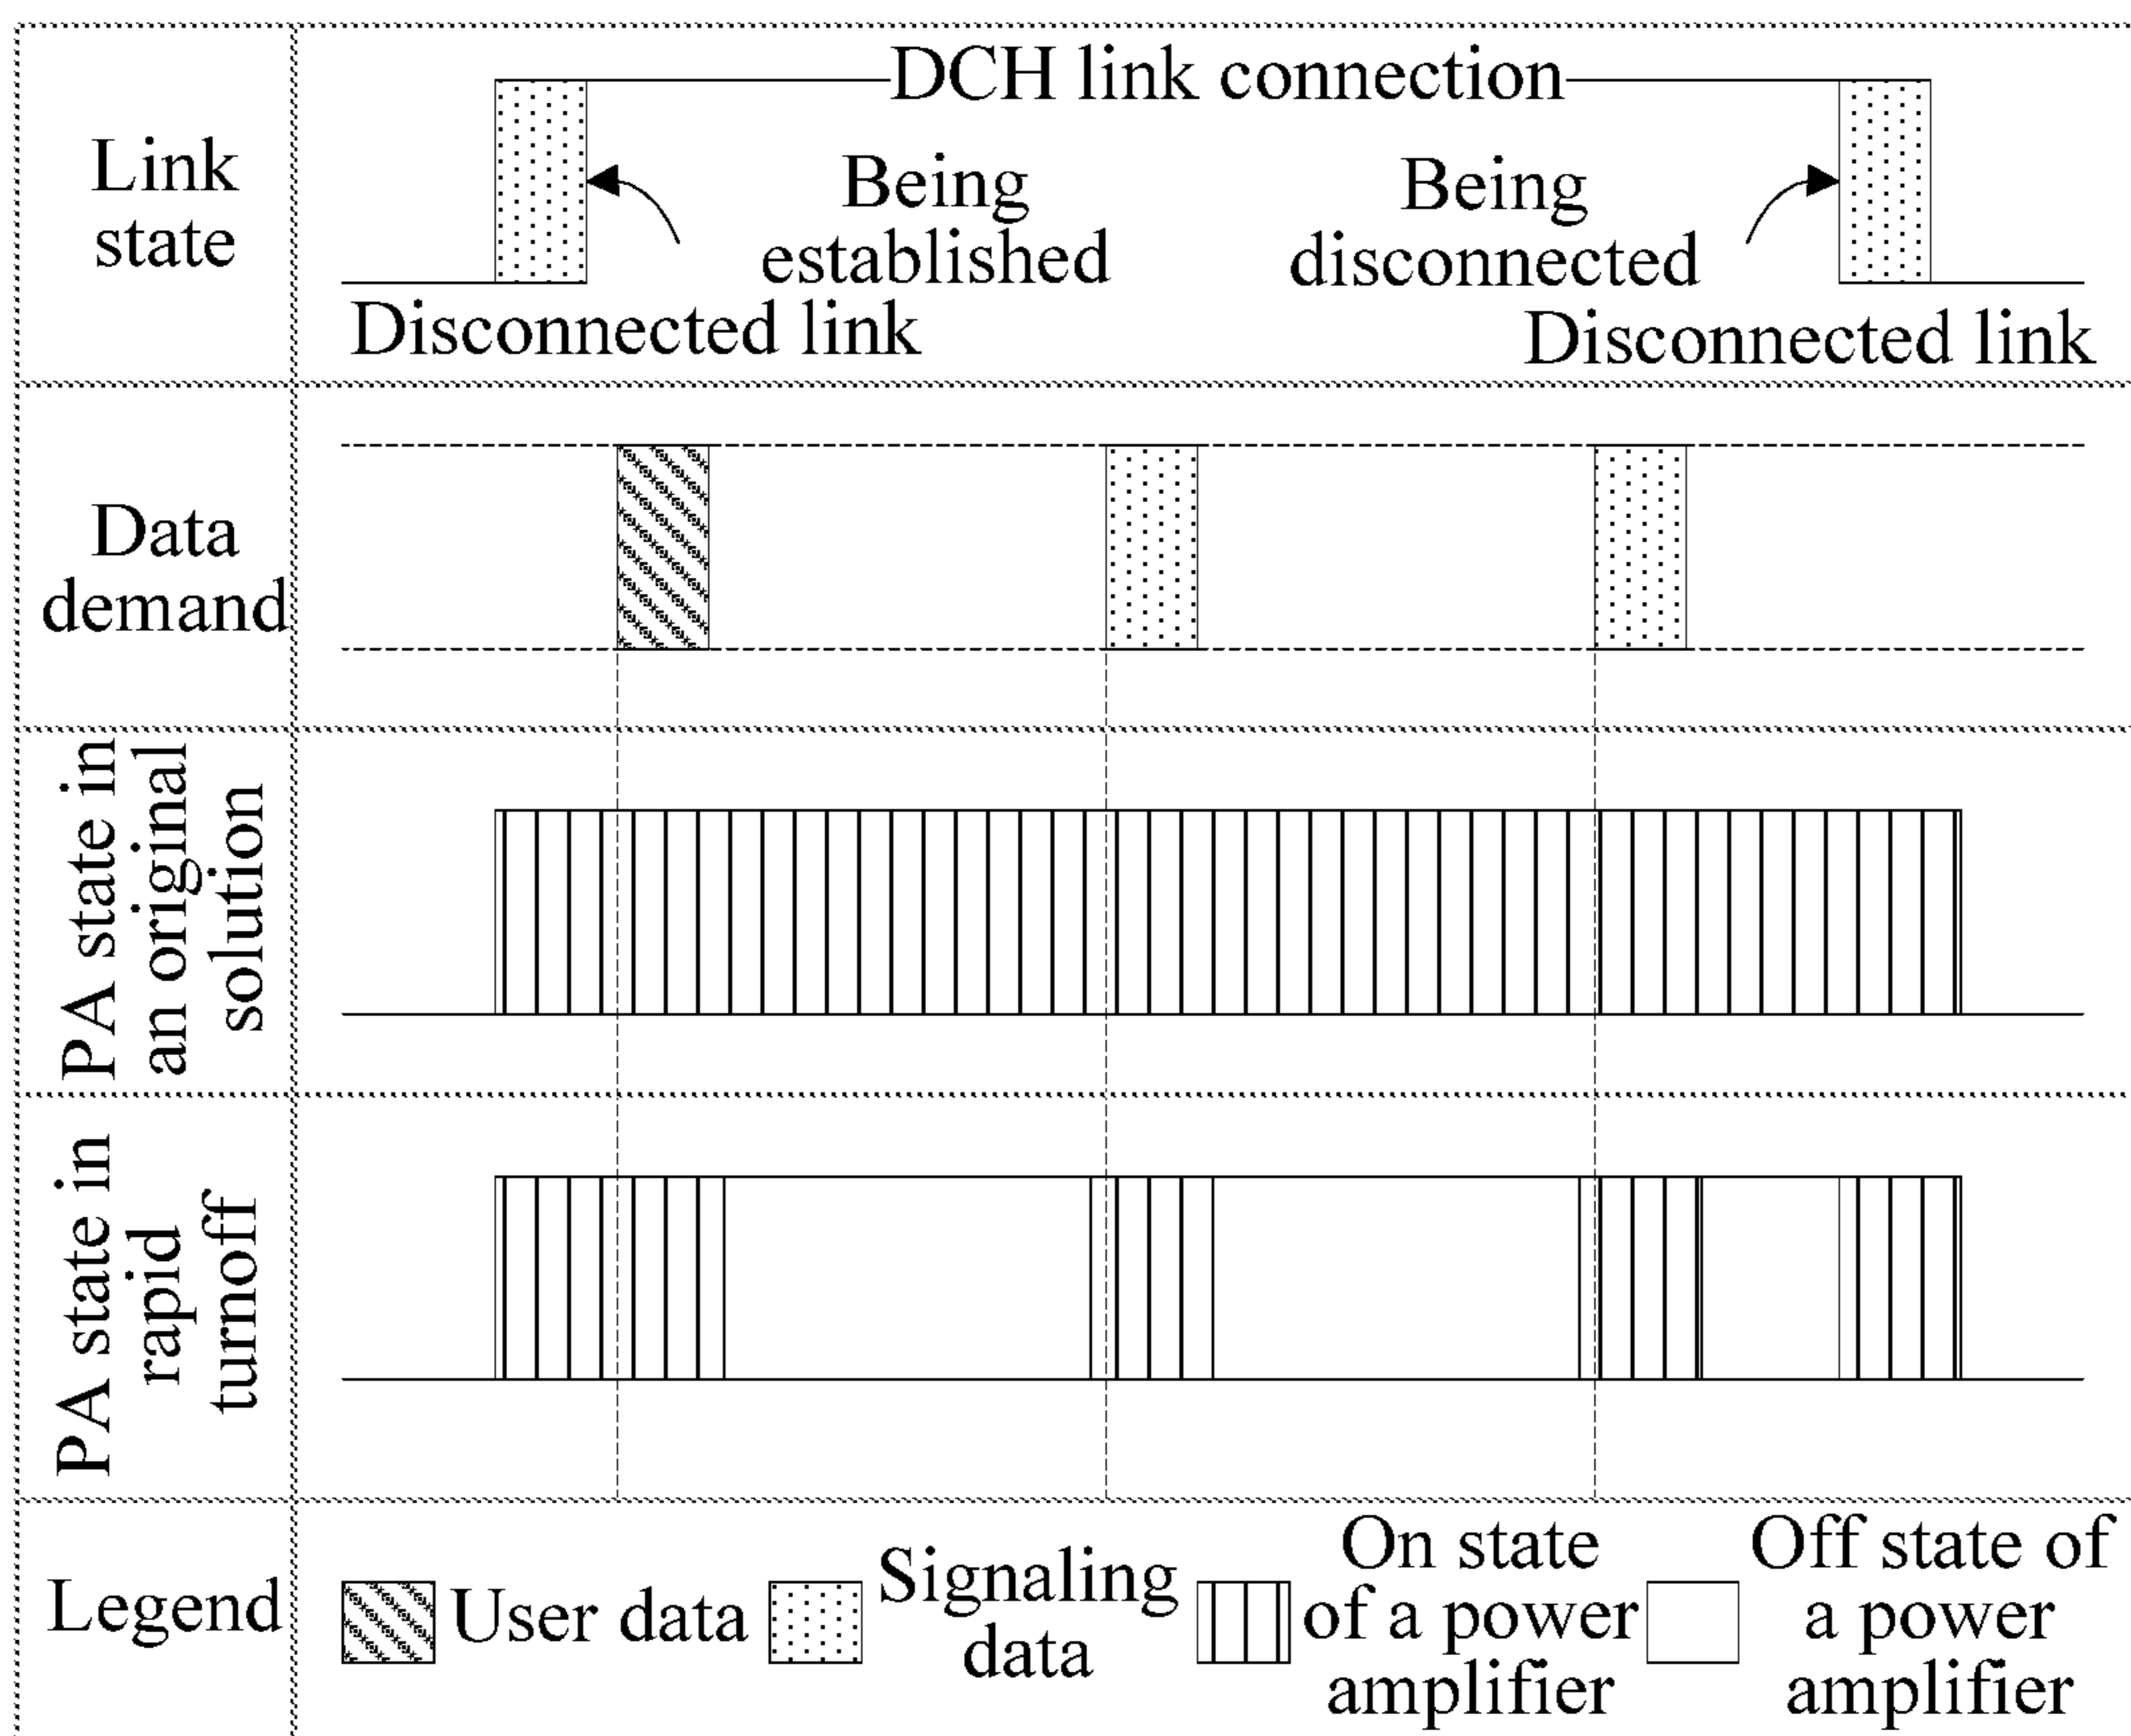 Link
state
DCH link connection
Being
established
Being
disconnected
Disconnected link
Disconnected link
Data
demand
PA state in
an original
solution
PA state in
rapid
turnoff
Legend
User data
Signaling
data
On state
of a power
amplifier
Off state of
a power
amplifier